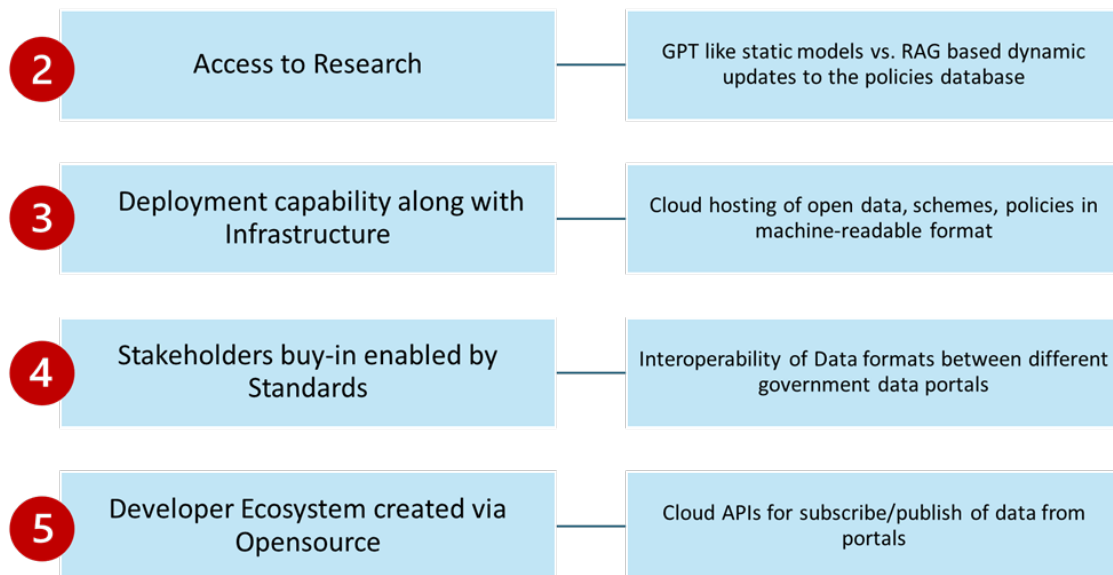 2
Access to Research
GPT like static models vs. RAG based dynamic
updates to the policies database
3
Deployment capability along with
Infrastructure
Cloud hosting of open data, schemes, policies in
machine-readable format
4
Stakeholders buy-in enabled by
Standards
Interoperability of Data formats between different
government data portals
5
Developer Ecosystem created via
Opensource
Cloud APIs for subscribe/publish of data from
portals